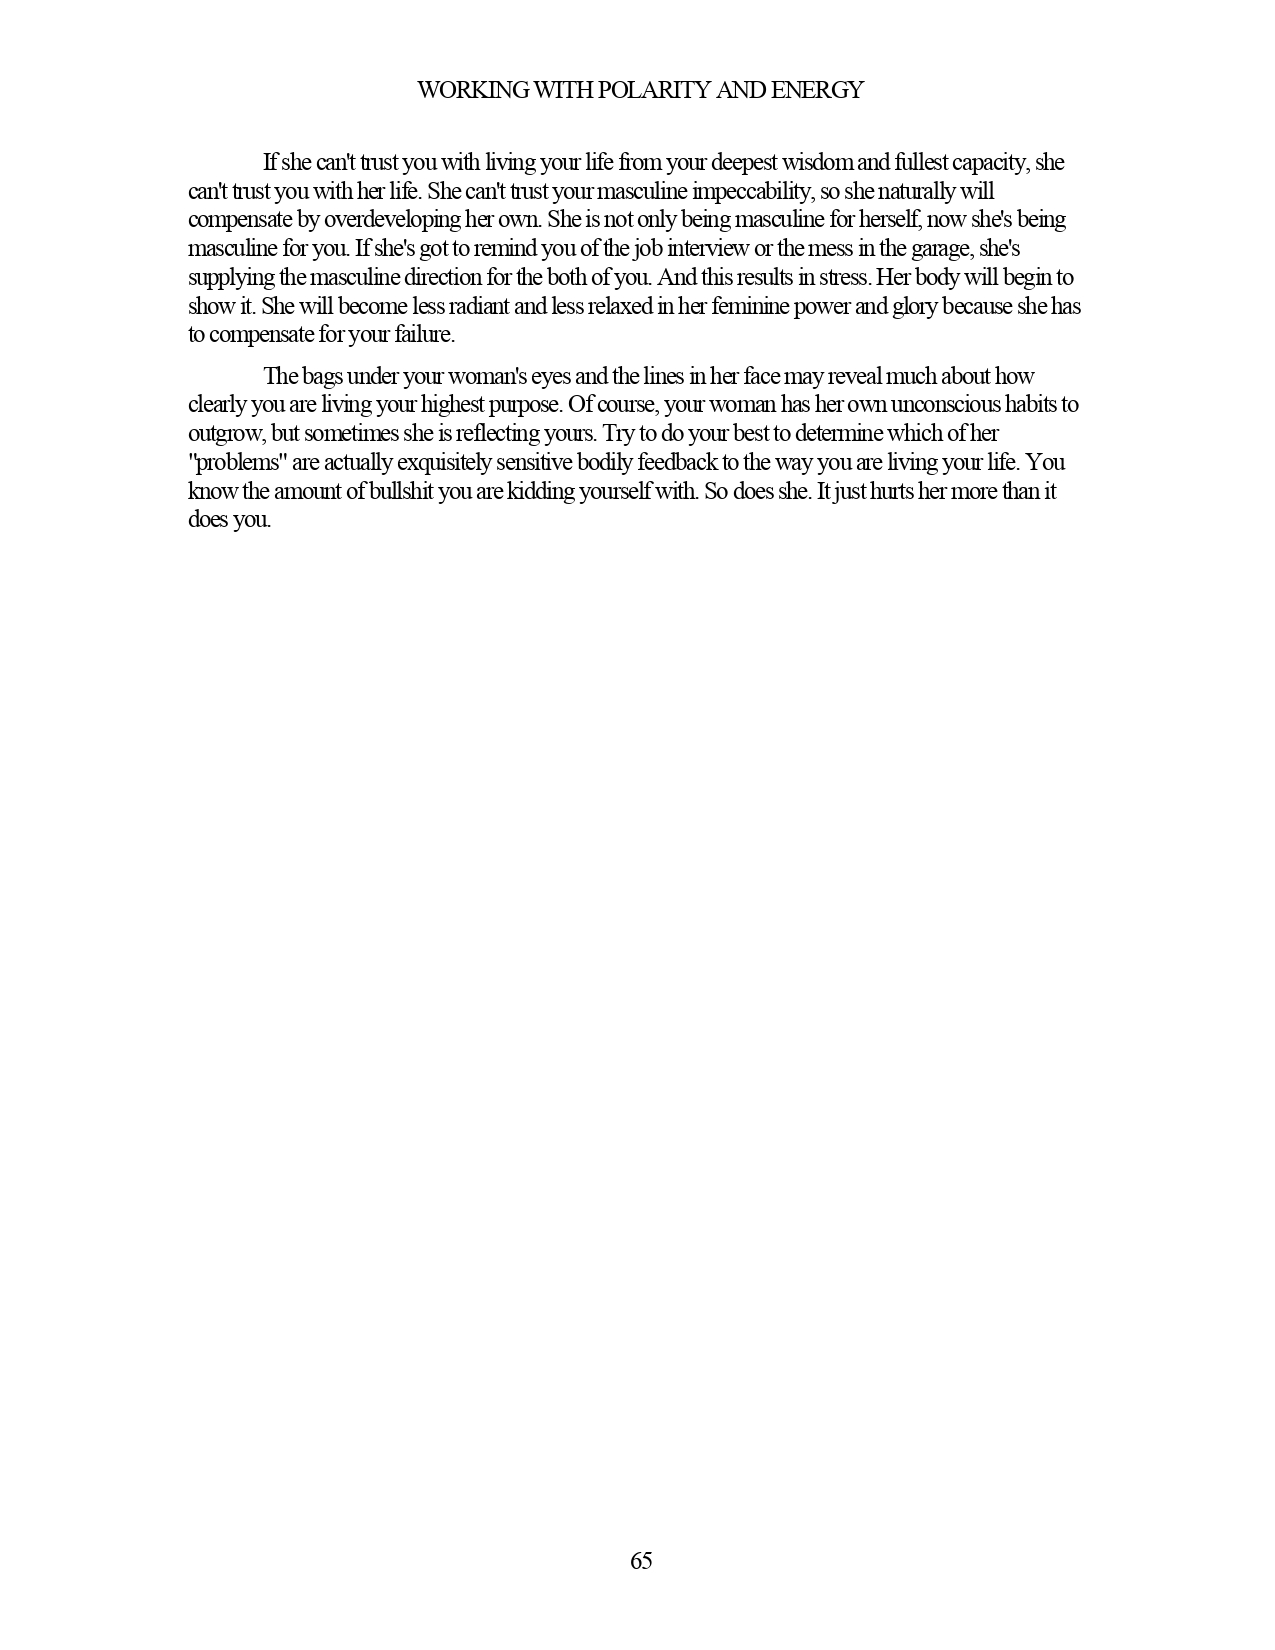 WORKING WITH POLARITY AND ENERGY
If she can't trust you with living your life from your deepest wisdom and fullest capacity, she
can't trust you with her life. She can't trust your masculine impeccability, so she naturally will
compensate by overdeveloping her own. She is not only being masculine for herself, now she's being
masculine for you. If she's got to remind you of the job interview or the mess in the garage, she's
supplying the masculine direction for the both of you. And this results in stress. Her body will begin to
show it. She will become less radiant and less relaxed in her feminine power and glory because she has
to compensate for your failure.
The bags under your woman's eyes and the lines in her face may reveal much about how
clearly you are living your highest purpose. Of course, your woman has her own unconscious habits to
outgrow, but sometimes she is reflecting yours. Try to do your best to determine which of her
"problems" are actually exquisitely sensitive bodily feedback to the way you are living your life. You
know the amount of bullshit you are kidding yourself with. So does she. It just hurts her more than it
does you.
65